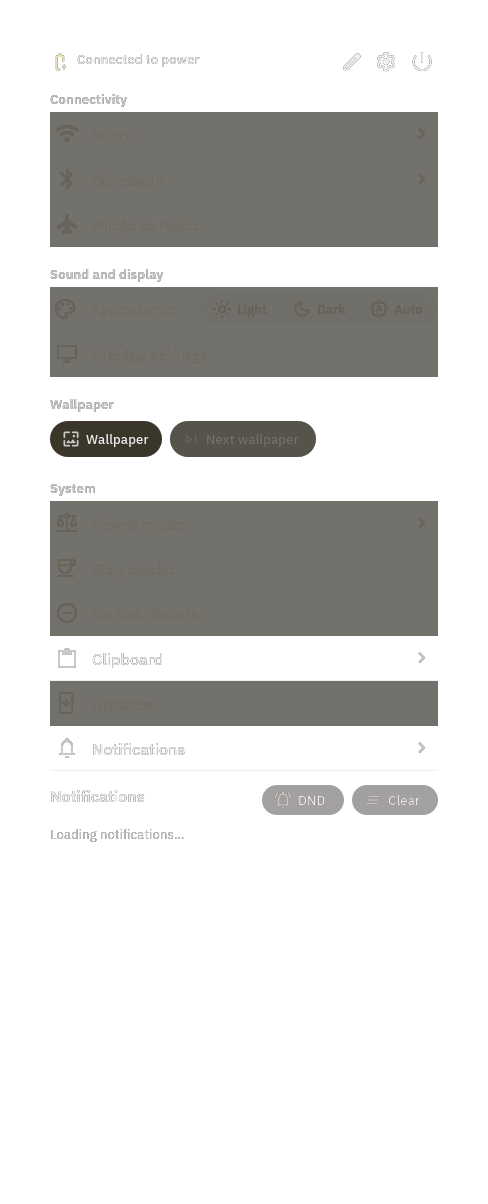 Connected to power
Connectivity
Wi-Fi
Bluetooth
Airplane mode
Sound and display
Appearance Light Dark Auto
Display settings
Wallpaper
Wallpaper Next wallpaper
System
Power mode
Stay awake
Do Not Disturb
Clipboard
Updates
Notifications
Notifications DND Clear
Loading notifications...